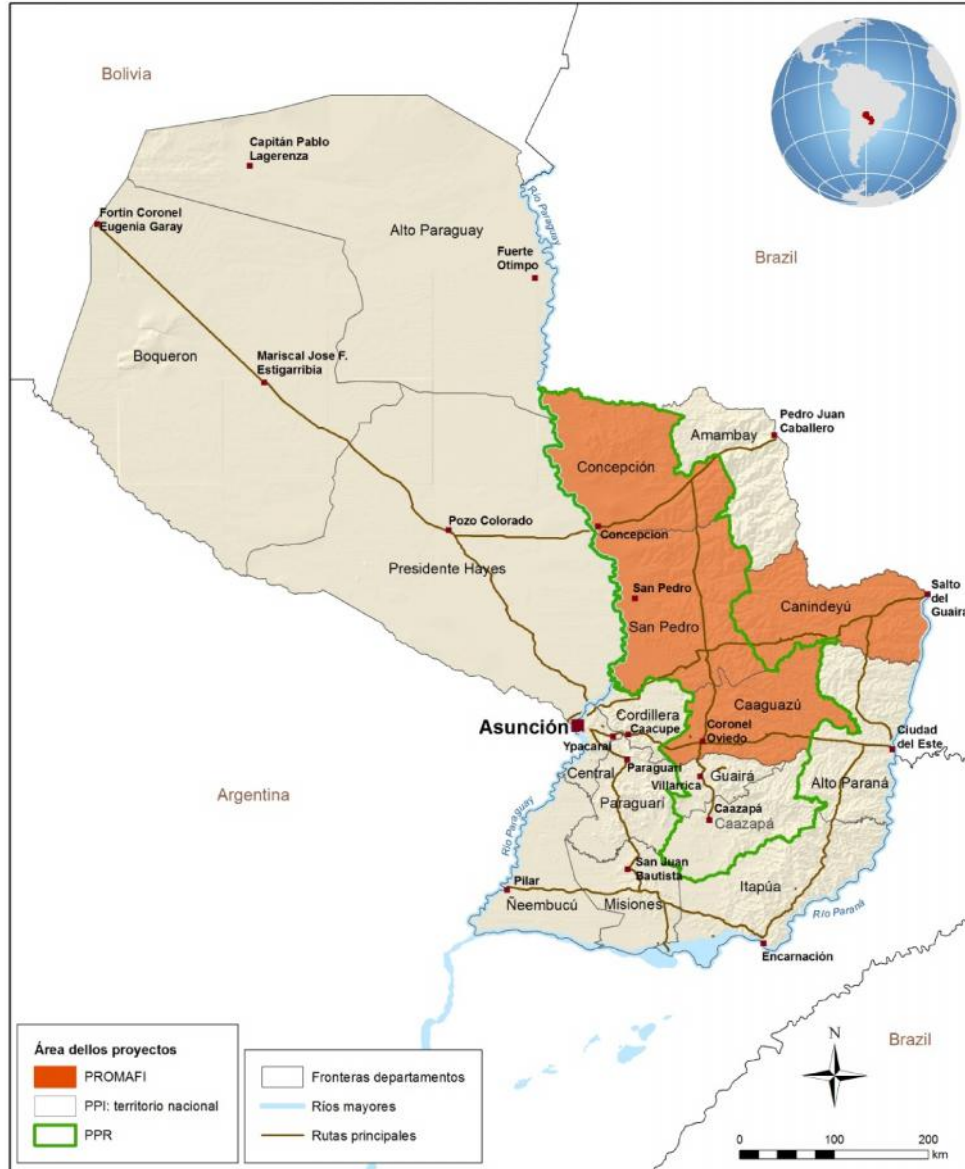 Bolivia
Capitán Pablo
Lagerenza
Fortin Coronel
Eugenia Garay
Alto Paraguay
Río Paraguay
Fuerte
Otimpo
Brazil
Boqueron
Mariscal Jose F.
Estigarribia
Pedro Juan
Caballero
Amambay
Concepción
Pozo Colorado
Concepcion
Presidente Hayes
San Pedro
San Pedro
Canindeyú
Salto
del
Guairá
Caaguazú
Asunción
Cordillera
Caacupe
Coronel
Oviedo
Ypacarai
Ciudad
del Este
Central
Paraguari
Guairá
Villarrica
Alto Paraná
Argentina
Paraguarí
Caazapá
Caazapá
Río Paraguay
San Juan
Bautista
Pilar
Itapúa
Ñeembucú
Misiones
Río Paraná
Encarnación
Brazil
N
Área dellos proyectos
PROMAFI
PPI: territorio nacional
PPR
Fronteras departamentos
Ríos mayores
Rutas principales
0 100 200
km